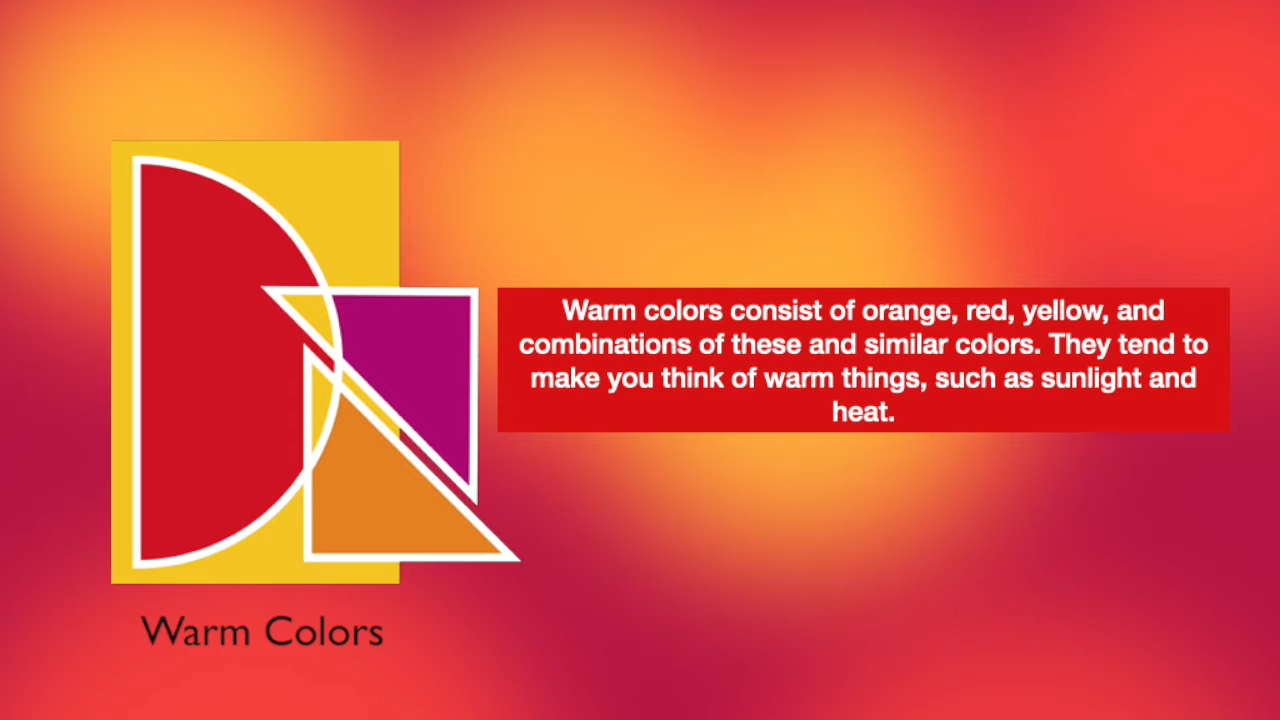 Warm colors consist of orange, red, yellow, and
combinations of these and similar colors. They tend to
make you think of warm things, such as sunlight and
heat.
Warm Colors